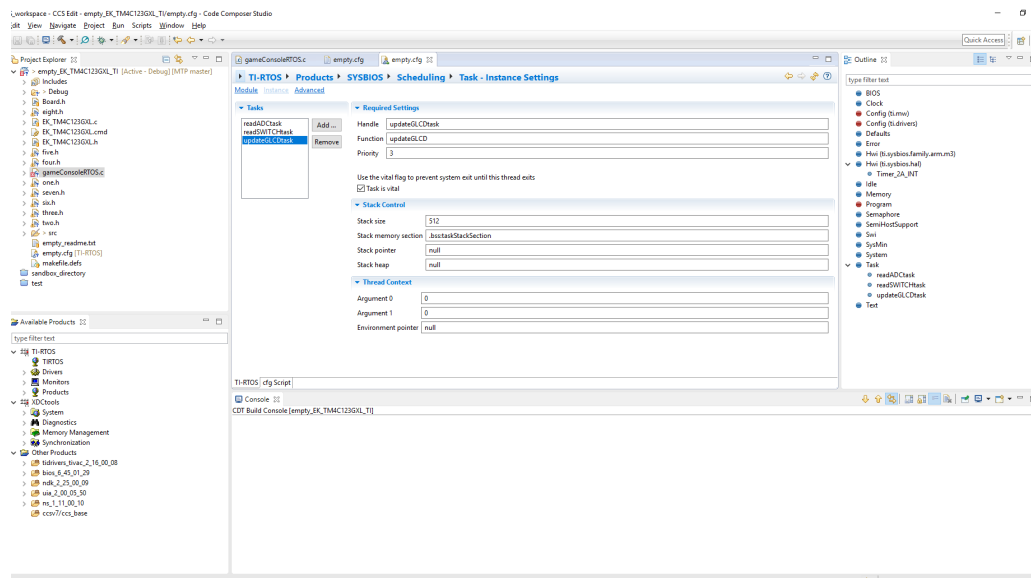 i_workspace - CCS Edit - empty_EK_TM4C123GXL_TI/empty.cfg - Code Composer Studio
dit View Navigate Project Run Scripts Window Help
Quick Access
Project Explorer
> empty_EK_TM4C123GXL_TI [Active - Debug] [MTP master]
> Includes
> > Debug
> Board.h
> eight.h
> EK_TM4C123GXL.c
> EK_TM4C123GXL.cmd
> EK_TM4C123GXL.h
> five.h
> four.h
> gameConsoleRTOS.c
> one.h
> seven.h
> six.h
> three.h
> two.h
> > src
empty_readme.txt
empty.cfg [TI-RTOS]
makefile.defs
sandbox_directory
test
Available Products
type filter text
TI-RTOS
TIRTOS
> Drivers
> Monitors
> Products
XDCtools
> System
> Diagnostics
> Memory Management
> Synchronization
Other Products
> tidrivers_tivac_2_16_00_08
> bios_6_45_01_29
> ndk_2_25_00_09
> uia_2_00_05_50
> ns_1_11_00_10
ccsv7/ccs_base
gameConsoleRTOS.c empty.cfg empty.cfg
TI-RTOS Products SYSBIOS Scheduling Task - Instance Settings
Module Instance Advanced
Tasks
readADCtask
readSWITCHtask
updateGLCDtask
Add ...
Remove
Required Settings
Handle updateGLCDtask
Function updateGLCD
Priority 3
Use the vital flag to prevent system exit until this thread exits
Task is vital
Stack Control
Stack size 512
Stack memory section .bss:taskStackSection
Stack pointer null
Stack heap null
Thread Context
Argument 0 0
Argument 1 0
Environment pointer null
TI-RTOS cfg Script
Console
CDT Build Console [empty_EK_TM4C123GXL_TI]
Outline
type filter text
BIOS
Clock
Config (ti.mw)
Config (ti.drivers)
Defaults
Error
Hwi (ti.sysbios.family.arm.m3)
Hwi (ti.sysbios.hal)
Timer_2A_INT
Idle
Memory
Program
Semaphore
SemiHostSupport
Swi
SysMin
System
Task
readADCtask
readSWITCHtask
updateGLCDtask
Text